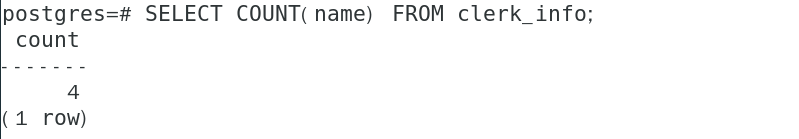 postgres=# SELECT COUNT(name) FROM clerk_info;
 count
-------
     4
(1 row)